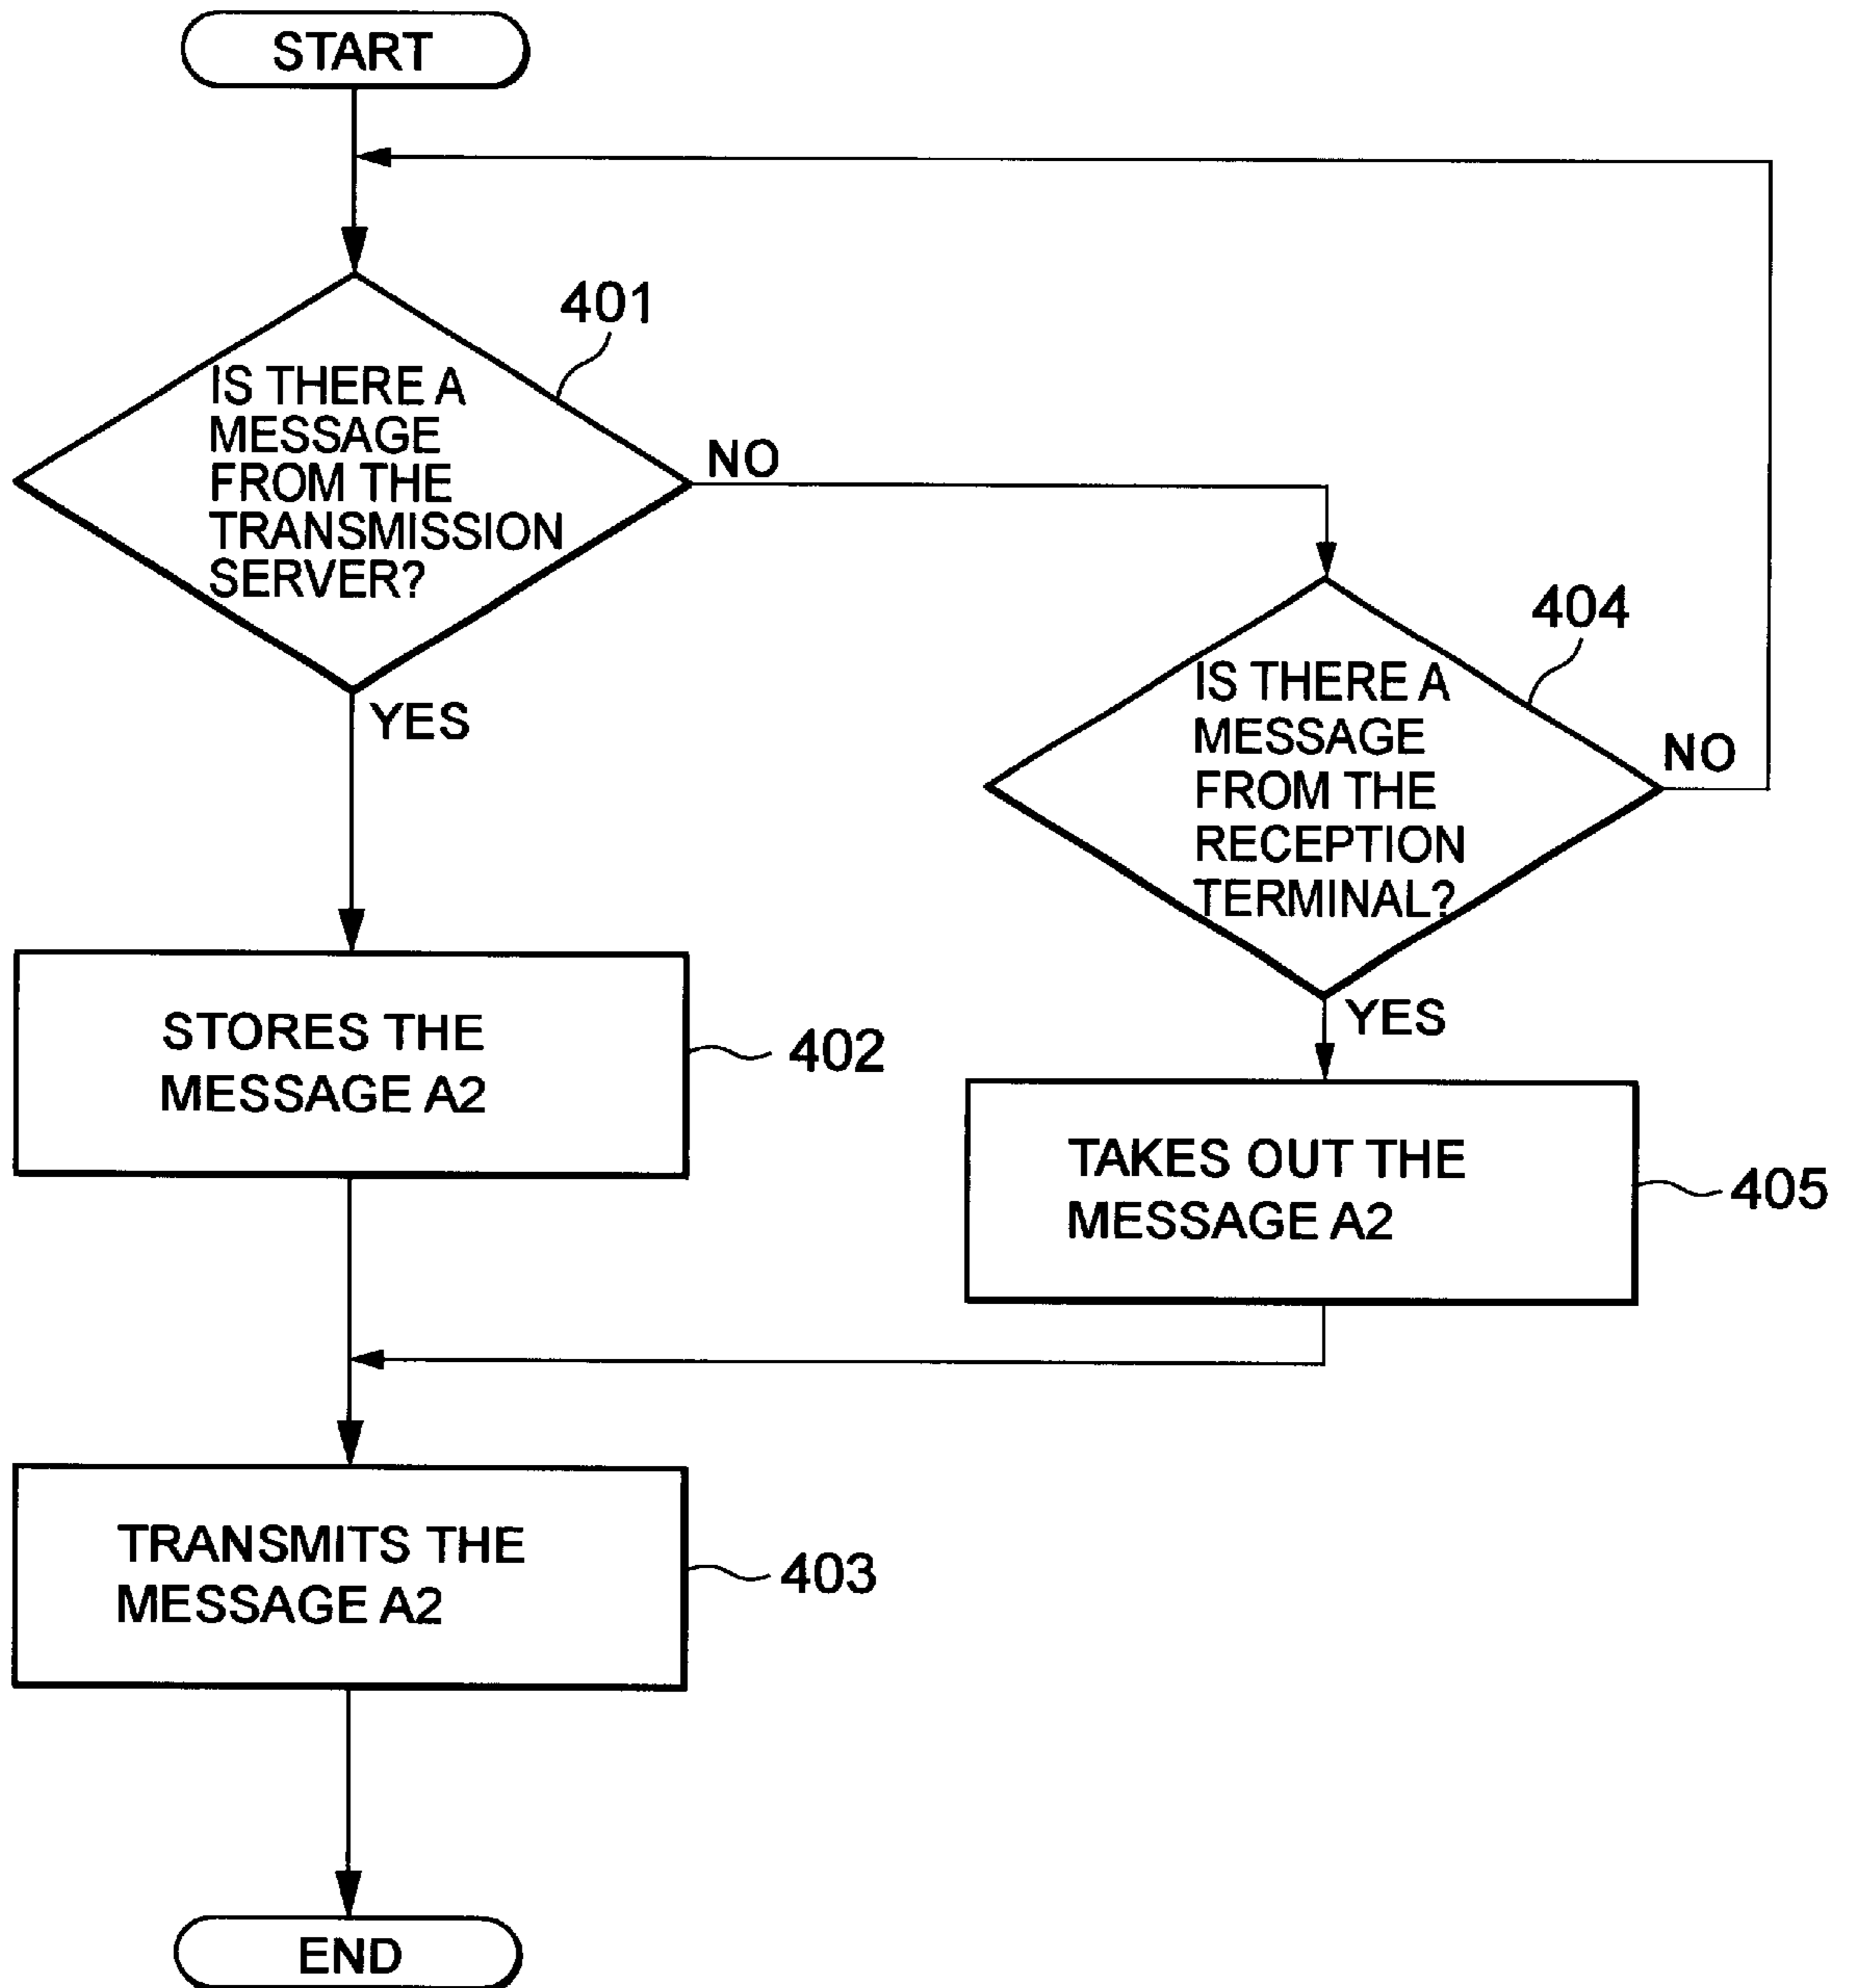 START
401
IS THERE A
MESSAGE
FROM THE
TRANSMISSION
SERVER?
NO
YES
404
IS THERE A
MESSAGE
FROM THE
RECEPTION
TERMINAL?
NO
YES
STORES THE
MESSAGE A2
402
TAKES OUT THE
MESSAGE A2
405
TRANSMITS THE
MESSAGE A2
403
END